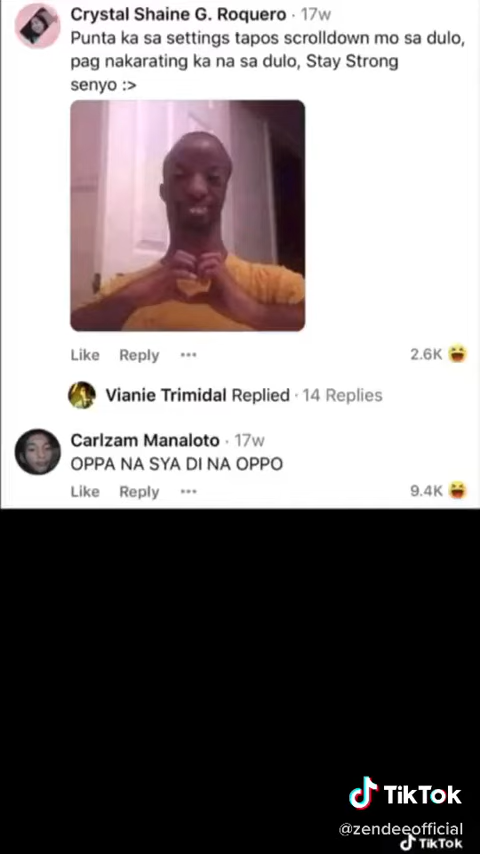 Crystal Shaine G. Roquero · 17w
Punta ka sa settings tapos scrolldown mo sa dulo,
pag nakarating ka na sa dulo, Stay Strong
senyo :>
Like Reply ··· 2.6K
Vianie Trimidal Replied · 14 Replies
Carlzam Manaloto · 17w
OPPA NA SYA DI NA OPPO
Like Reply ··· 9.4K
TikTok
@zendeeofficial
TikTok